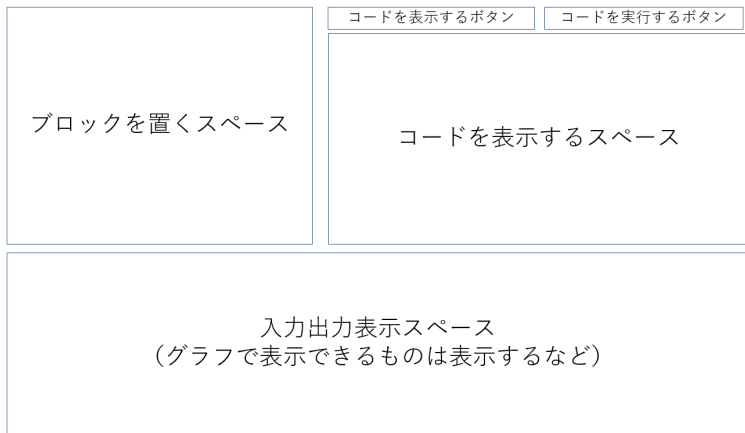 コードを表示するボタン
コードを実行するボタン
ブロックを置くスペース
コードを表示するスペース
入力出力表示スペース
（グラフで表示できるものは表示するなど）